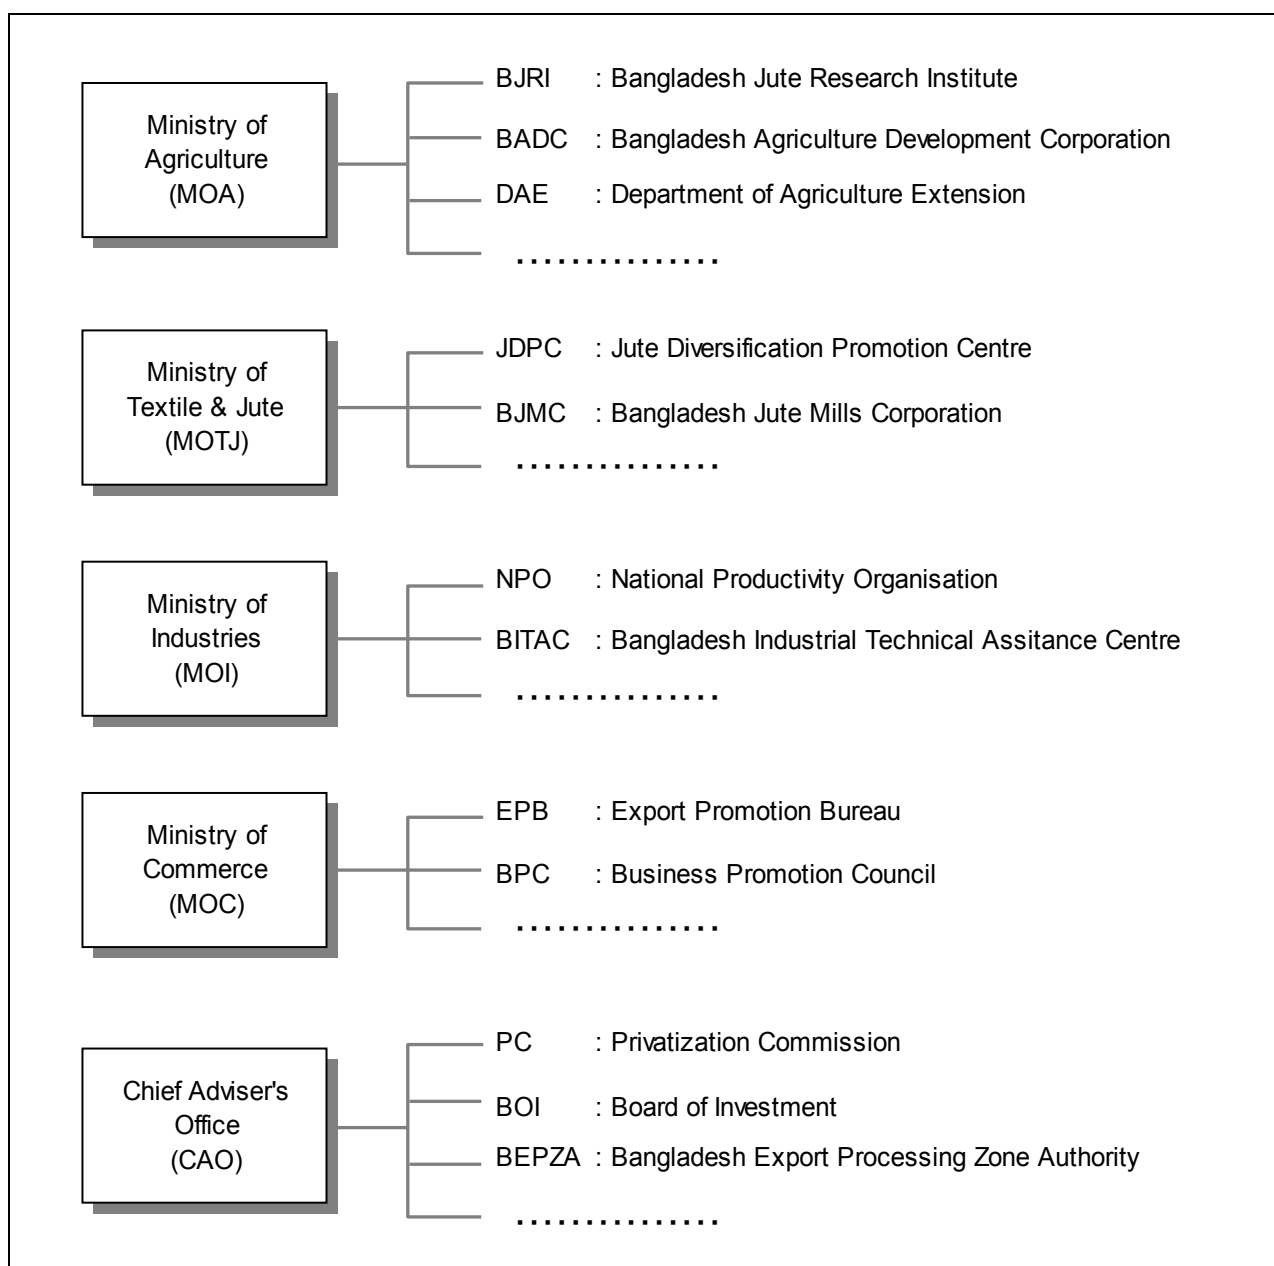 Ministry of
Agriculture
(MOA)
BJRI : Bangladesh Jute Research Institute
BADC : Bangladesh Agriculture Development Corporation
DAE : Department of Agriculture Extension
...............
Ministry of
Textile & Jute
(MOTJ)
JDPC : Jute Diversification Promotion Centre
BJMC : Bangladesh Jute Mills Corporation
...............
Ministry of
Industries
(MOI)
NPO : National Productivity Organisation
BITAC : Bangladesh Industrial Technical Assitance Centre
...............
Ministry of
Commerce
(MOC)
EPB : Export Promotion Bureau
BPC : Business Promotion Council
...............
Chief Adviser's
Office
(CAO)
PC : Privatization Commission
BOI : Board of Investment
BEPZA : Bangladesh Export Processing Zone Authority
...............